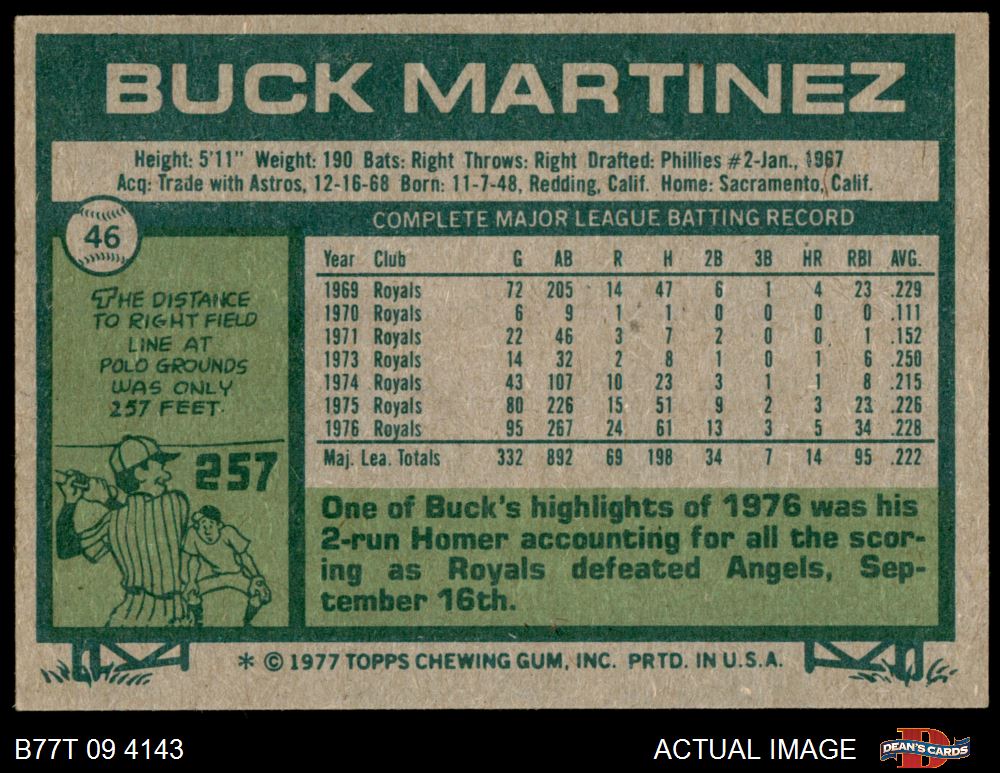 BUCK MARTINEZ
Height: 5'11" Weight: 190 Bats: Right Throws: Right Drafted: Phillies #2-Jan., 1967
Acq: Trade with Astros, 12-16-68 Born: 11-7-48, Redding, Calif. Home: Sacramento, Calif.
46
COMPLETE MAJOR LEAGUE BATTING RECORD
Year Club G AB R H 2B 3B HR RBI AVG.
1969 Royals 72 205 14 47 6 1 4 23 .229
1970 Royals 6 9 1 1 0 0 0 0 .111
1971 Royals 22 46 3 7 2 0 0 1 .152
1973 Royals 14 32 2 8 1 0 1 6 .250
1974 Royals 43 107 10 23 3 1 1 8 .215
1975 Royals 80 226 15 51 9 2 3 23 .226
1976 Royals 95 267 24 61 13 3 5 34 .228
Maj. Lea. Totals 332 892 69 198 34 7 14 95 .222
THE DISTANCE
TO RIGHT FIELD
LINE AT
POLO GROUNDS
WAS ONLY
257 FEET.
257
One of Buck's highlights of 1976 was his
2-run Homer accounting for all the scor-
ing as Royals defeated Angels, Sep-
tember 16th.
* © 1977 TOPPS CHEWING GUM, INC. PRTD. IN U.S.A.
B77T 09 4143
ACTUAL IMAGE
DEAN'S CARDS